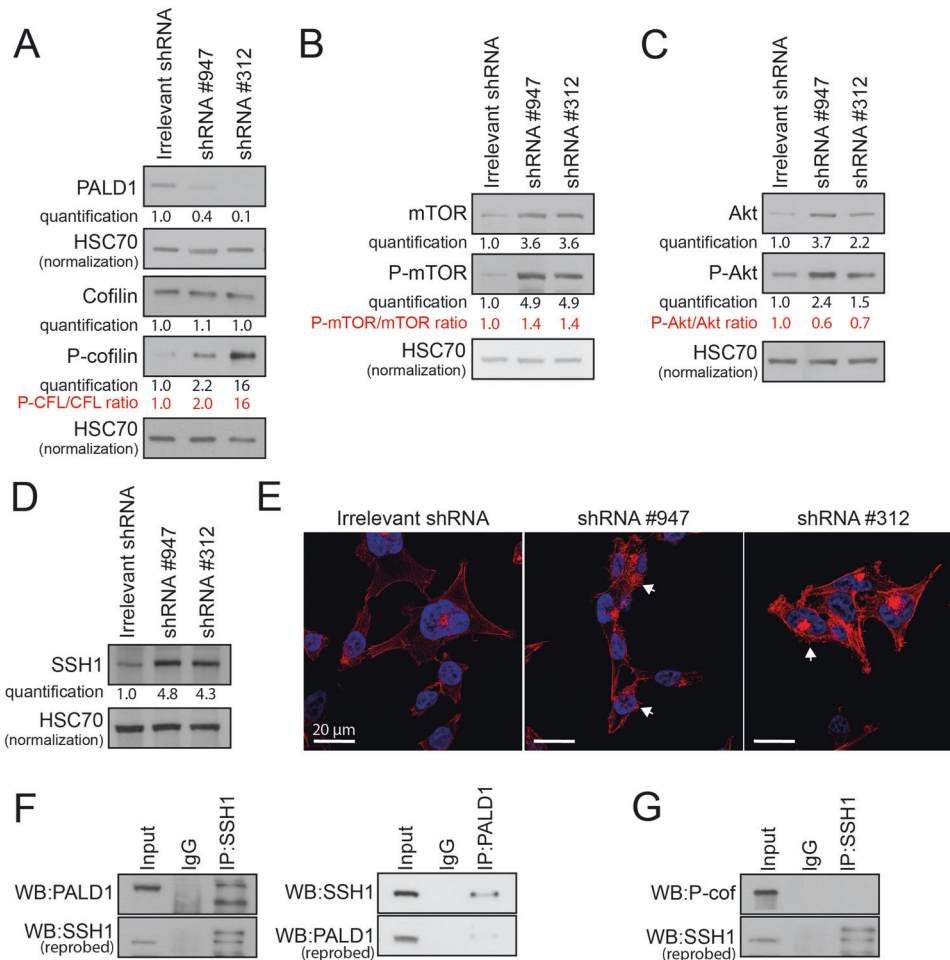 A
Irrelevant shRNA
shRNA #947
shRNA #312
PALD1
quantification 1.0 0.4 0.1
HSC70
(normalization)
Cofilin
1.0 1.1 1.0
P-cofilin
quantification 1.0 2.2 16
P-CFL/CFL ratio 1.0 2.0 16
HSC70
(normalization)
B
Irrelevant shRNA
shRNA #947
shRNA #312
mTOR
quantification 1.0 3.6 3.6
P-mTOR
quantification 1.0 4.9 4.9
P-mTOR/mTOR ratio 1.0 1.4 1.4
HSC70
(normalization)
C
Irrelevant shRNA
shRNA #947
shRNA #312
Akt
quantification 1.0 3.7 2.2
P-Akt
quantification 1.0 2.4 1.5
P-Akt/Akt ratio 1.0 0.6 0.7
HSC70
(normalization)
D
Irrelevant shRNA
shRNA #947
shRNA #312
SSH1
quantification 1.0 4.8 4.3
HSC70
(normalization)
E
Irrelevant shRNA shRNA #947 shRNA #312
20 μm
F
Input
IgG
IP:SSH1
WB:PALD1
WB:SSH1
(reprobed)
Input
IgG
IP:PALD1
WB:SSH1
WB:PALD1
(reprobed)
G
Input
IgG
IP:SSH1
WB:P-cof
WB:SSH1
(reprobed)